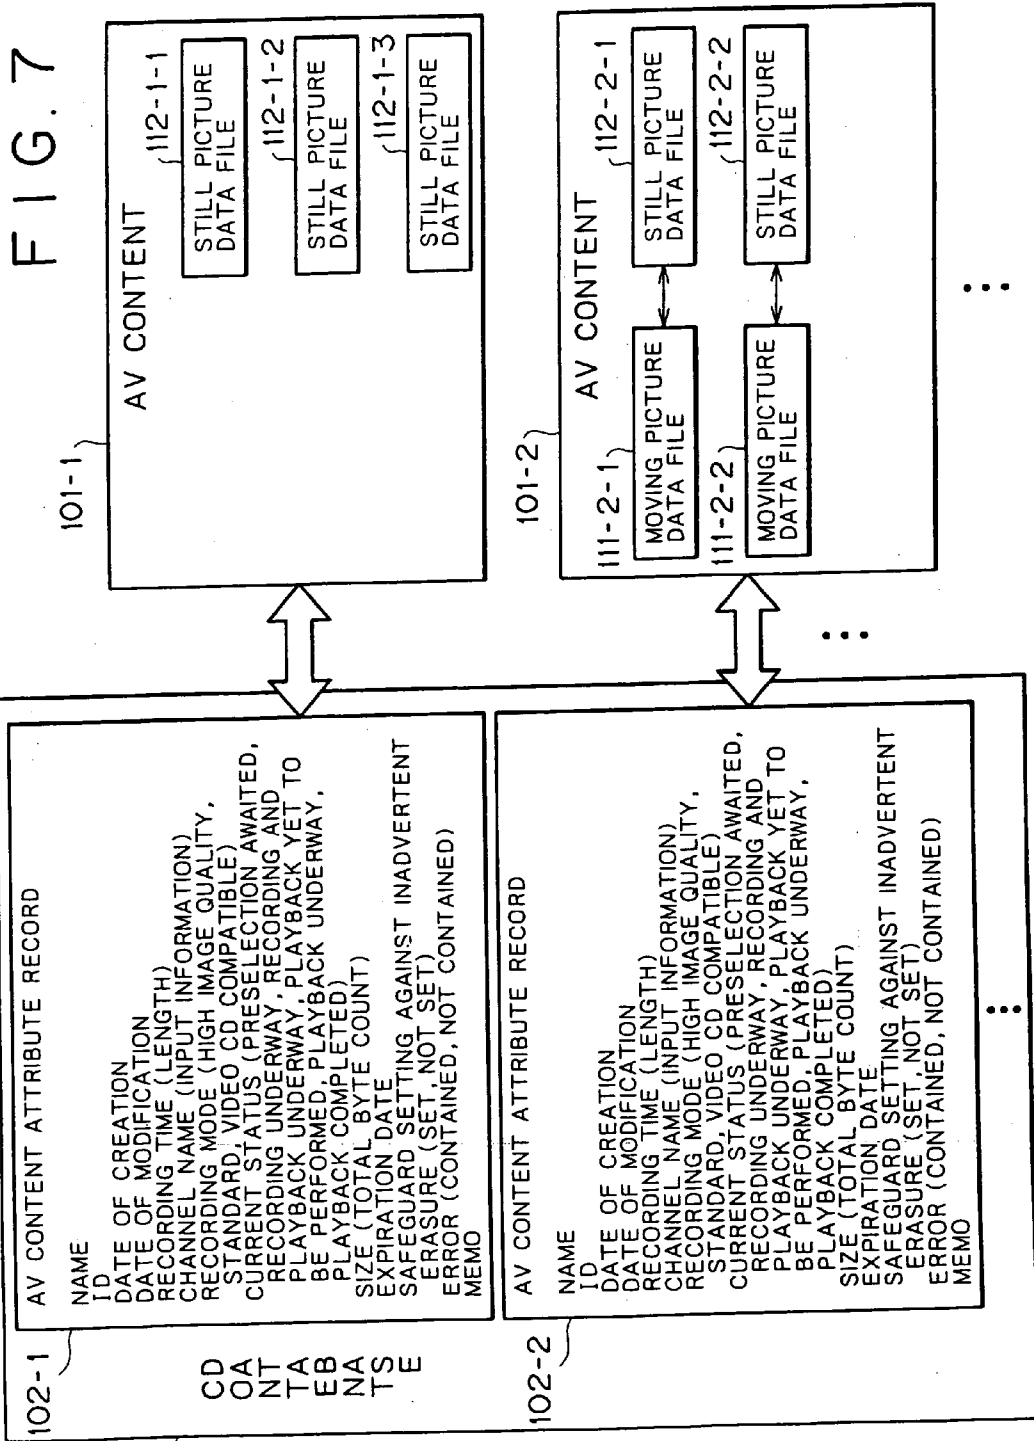 FIG. 7
102-1
AV CONTENT ATTRIBUTE RECORD
NAME
ID
DATE OF CREATION
DATE OF MODIFICATION
RECORDING TIME (LENGTH)
CHANNEL NAME (INPUT INFORMATION)
RECORDING MODE (HIGH IMAGE QUALITY,
STANDARD, VIDEO CD COMPATIBLE)
CURRENT STATUS (PRESELECTION AWAITED,
RECORDING UNDERWAY, RECORDING AND
PLAYBACK UNDERWAY, PLAYBACK YET TO
BE PERFORMED, PLAYBACK UNDERWAY,
PLAYBACK COMPLETED)
SIZE (TOTAL BYTE COUNT)
EXPIRATION DATE
SAFEGUARD SETTING AGAINST INADVERTENT
ERASURE (SET, NOT SET)
ERROR (CONTAINED, NOT CONTAINED)
MEMO
CD
OA
NT
TA
EB
NA
TS
E
101-1
AV CONTENT
112-1-1
STILL PICTURE
DATA FILE
112-1-2
STILL PICTURE
DATA FILE
112-1-3
STILL PICTURE
DATA FILE
102-2
AV CONTENT ATTRIBUTE RECORD
NAME
ID
DATE OF CREATION
DATE OF MODIFICATION
RECORDING TIME (LENGTH)
CHANNEL NAME (INPUT INFORMATION)
RECORDING MODE (HIGH IMAGE QUALITY,
STANDARD, VIDEO CD COMPATIBLE)
CURRENT STATUS (PRESELECTION AWAITED,
RECORDING UNDERWAY, RECORDING AND
PLAYBACK UNDERWAY, PLAYBACK YET TO
BE PERFORMED, PLAYBACK UNDERWAY,
PLAYBACK COMPLETED)
SIZE (TOTAL BYTE COUNT)
EXPIRATION DATE
SAFEGUARD SETTING AGAINST INADVERTENT
ERASURE (SET, NOT SET)
ERROR (CONTAINED, NOT CONTAINED)
MEMO
101-2
AV CONTENT
111-2-1
MOVING PICTURE
DATA FILE
112-2-1
STILL PICTURE
DATA FILE
111-2-2
MOVING PICTURE
DATA FILE
112-2-2
STILL PICTURE
DATA FILE